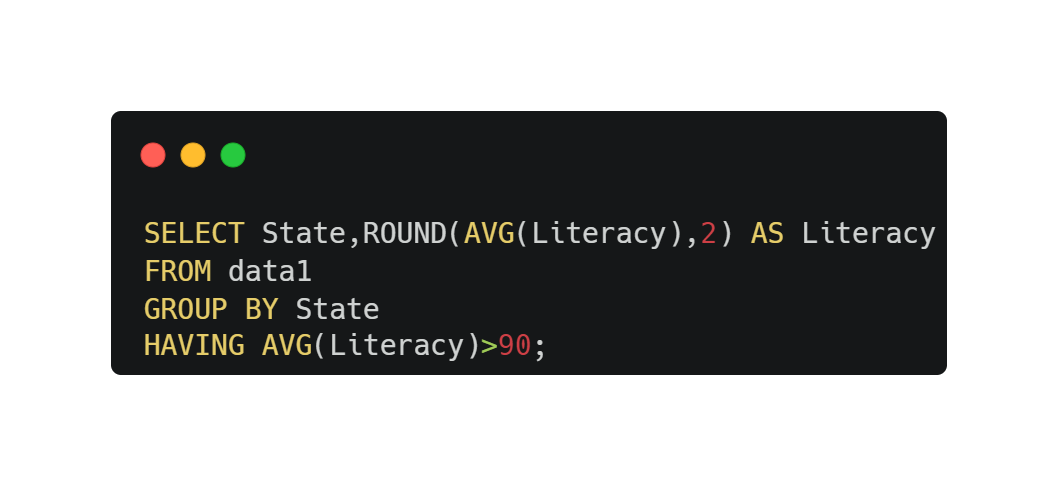 SELECT State,ROUND(AVG(Literacy),2) AS Literacy
FROM data1
GROUP BY State
HAVING AVG(Literacy)>90;